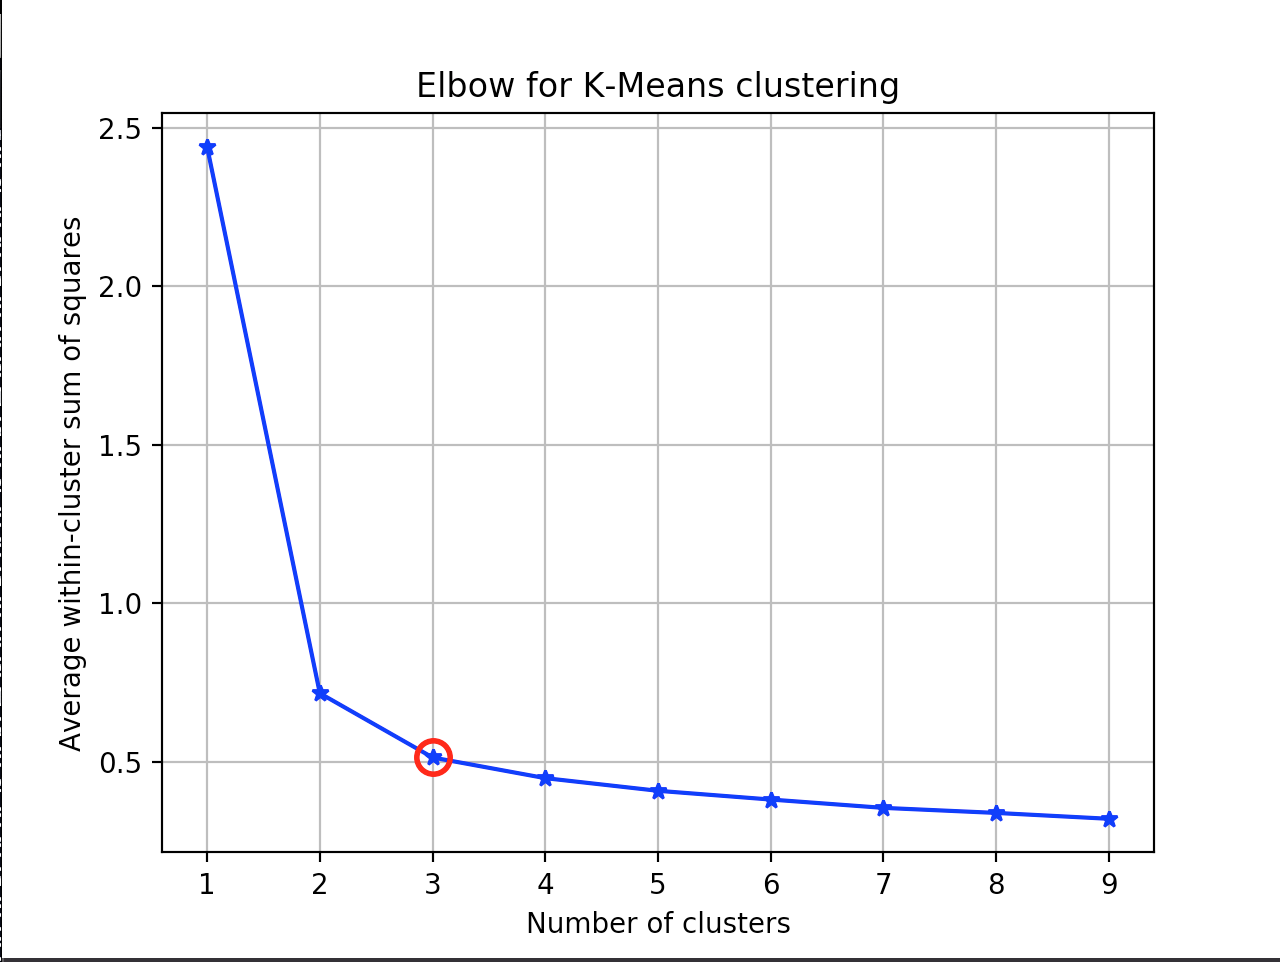 Elbow for K-Means clustering
2.5
2.0
1.5
1.0
0.5
Average within-cluster sum of squares
1 2 3 4 5 6 7 8 9
Number of clusters